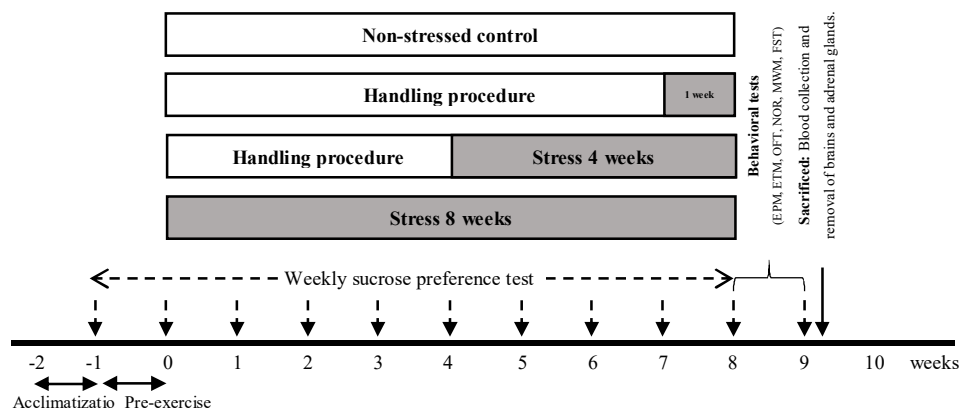 Non-stressed control
Handling procedure
1 week
Handling procedure
Stress 4 weeks
Stress 8 weeks
Behavioral tests
(EPM, ETM, OFT, NOR, MWM, FST)
Sacrificed: Blood collection and
removal of brains and adrenal glands.
Weekly sucrose preference test
-2 -1 0 1 2 3 4 5 6 7 8 9 10 weeks
Acclimatizatio Pre-exercise